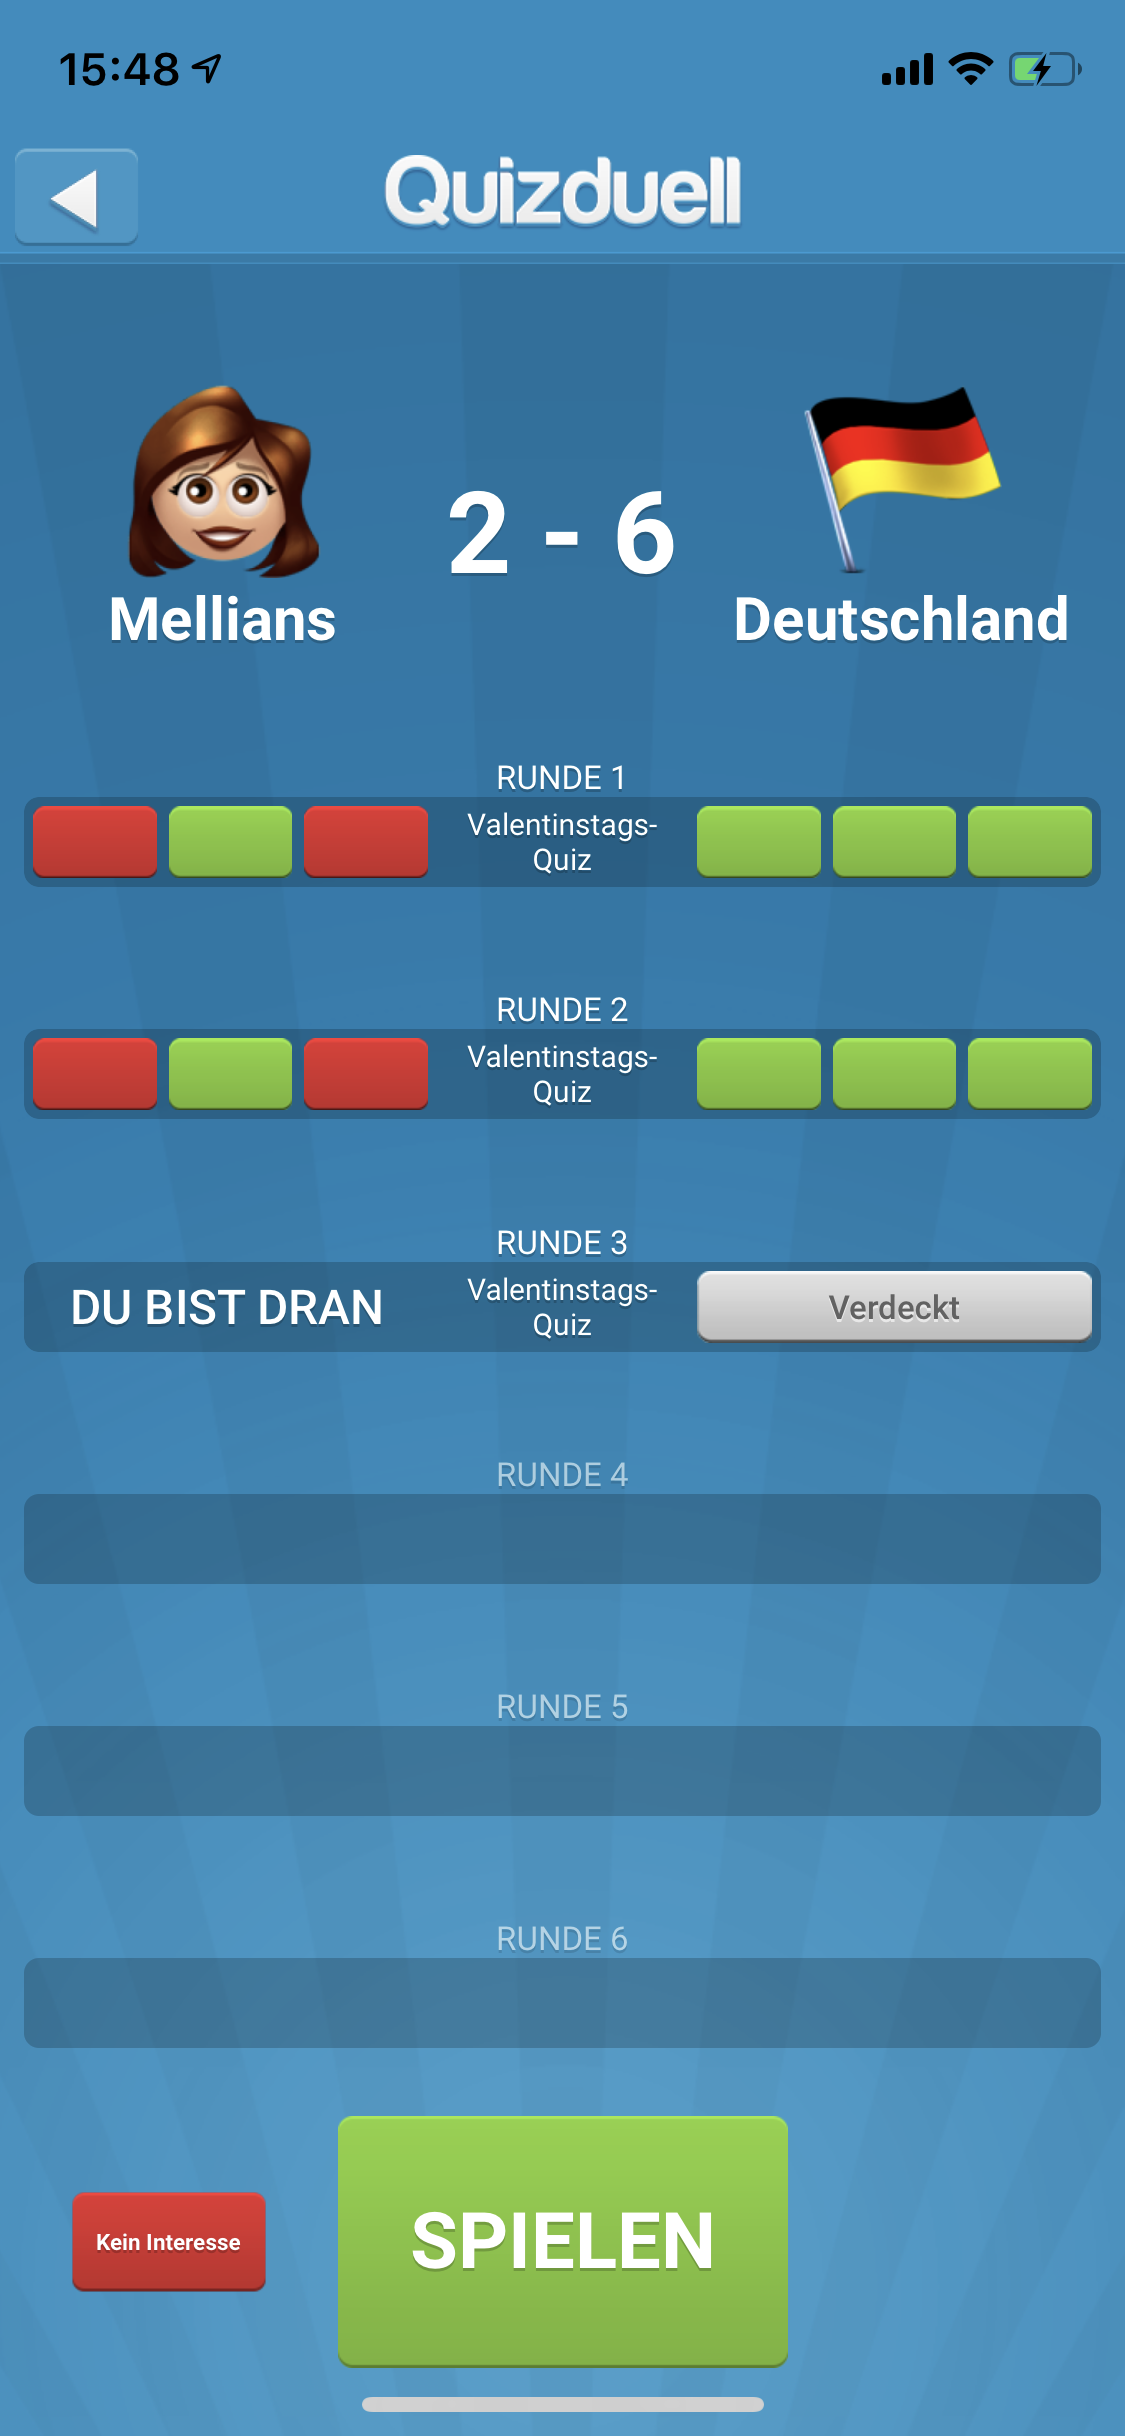 15:48
Quizduell
2 - 6
Mellians
Deutschland
RUNDE 1
Valentinstags-
Quiz
RUNDE 2
Valentinstags-
Quiz
RUNDE 3
DU BIST DRAN
Valentinstags-
Quiz
Verdeckt
RUNDE 4
RUNDE 5
RUNDE 6
Kein Interesse
SPIELEN